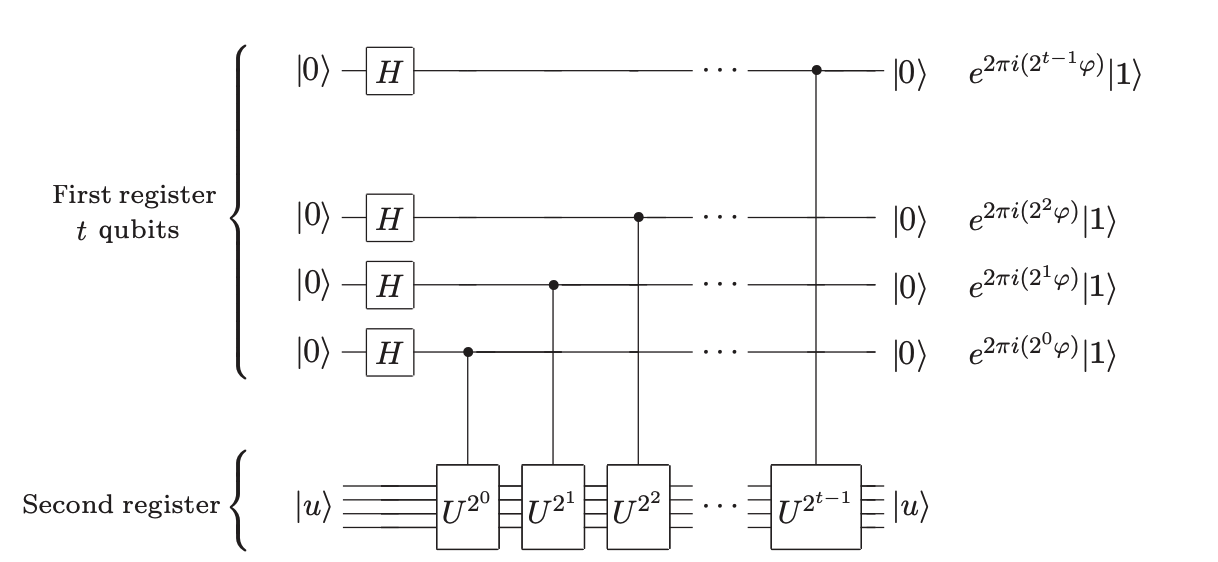 |0⟩ H ··· |0⟩ e^{2πi(2^{t−1}φ)}|1⟩
First register
t qubits
|0⟩ H ··· |0⟩ e^{2πi(2^2φ)}|1⟩
|0⟩ H ··· |0⟩ e^{2πi(2^1φ)}|1⟩
|0⟩ H ··· |0⟩ e^{2πi(2^0φ)}|1⟩
Second register |u⟩ U^{2^0} U^{2^1} U^{2^2} ··· U^{2^{t−1}} |u⟩